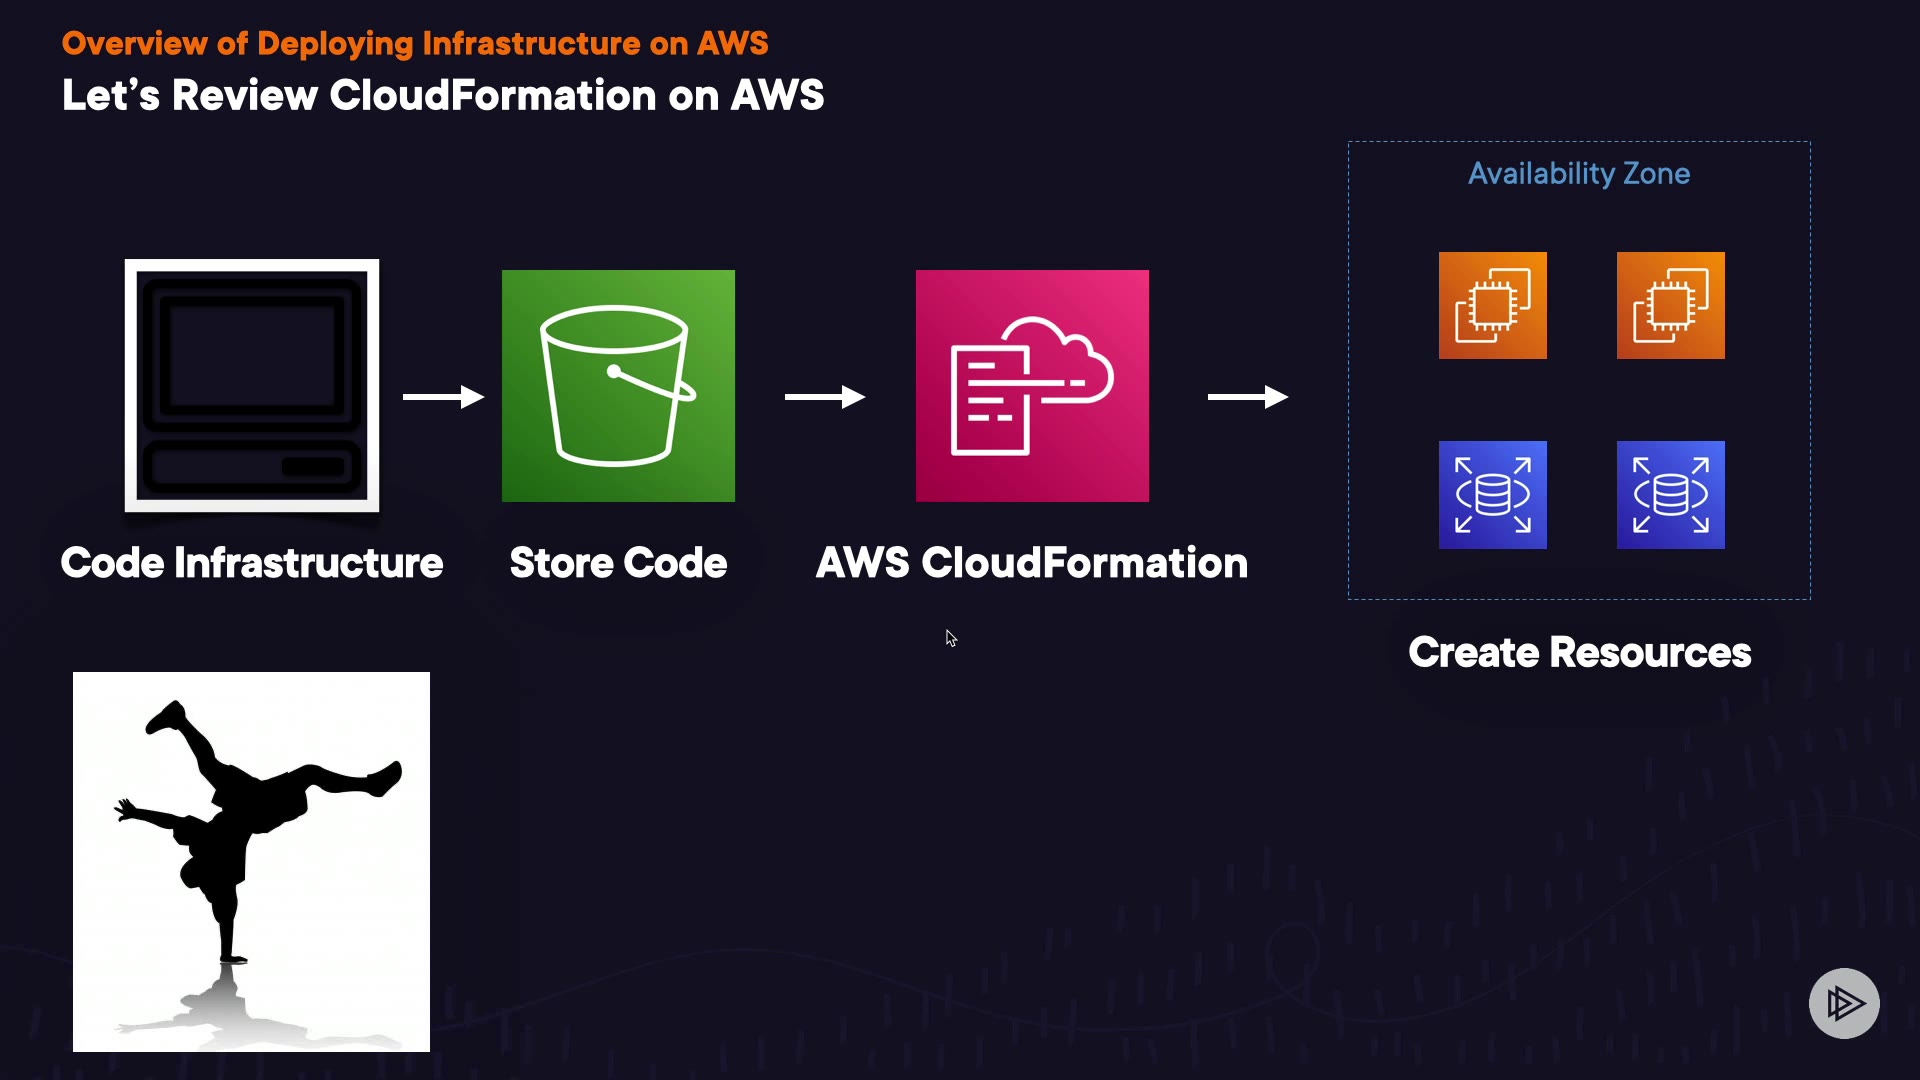 Overview of Deploying Infrastructure on AWS
Let’s Review CloudFormation on AWS
Availability Zone
Code Infrastructure
Store Code
AWS CloudFormation
Create Resources